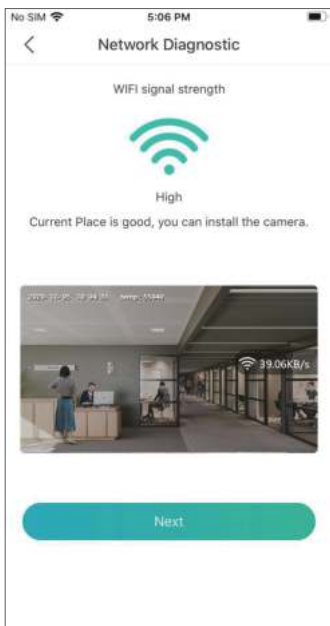 No SIM 5:06 PM
Network Diagnostic
WIFI signal strength
High
Current Place is good, you can install the camera.
39.06KB/s
Next